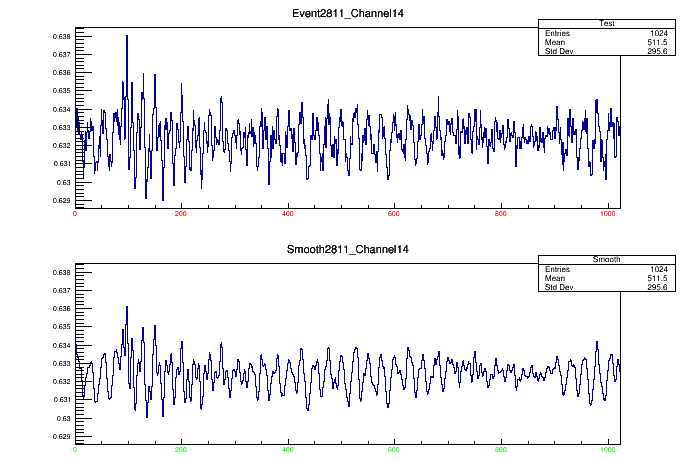 Event2811_Channel14
Test
Entries 1024
Mean 511.5
Std Dev 295.6
0.638
0.637
0.636
0.635
0.634
0.633
0.632
0.631
0.63
0.629
0 200 400 600 800 1000
Smooth2811_Channel14
Smooth
Entries 1024
Mean 511.5
Std Dev 295.6
0.638
0.637
0.636
0.635
0.634
0.633
0.632
0.631
0.63
0.629
0 200 400 600 800 1000